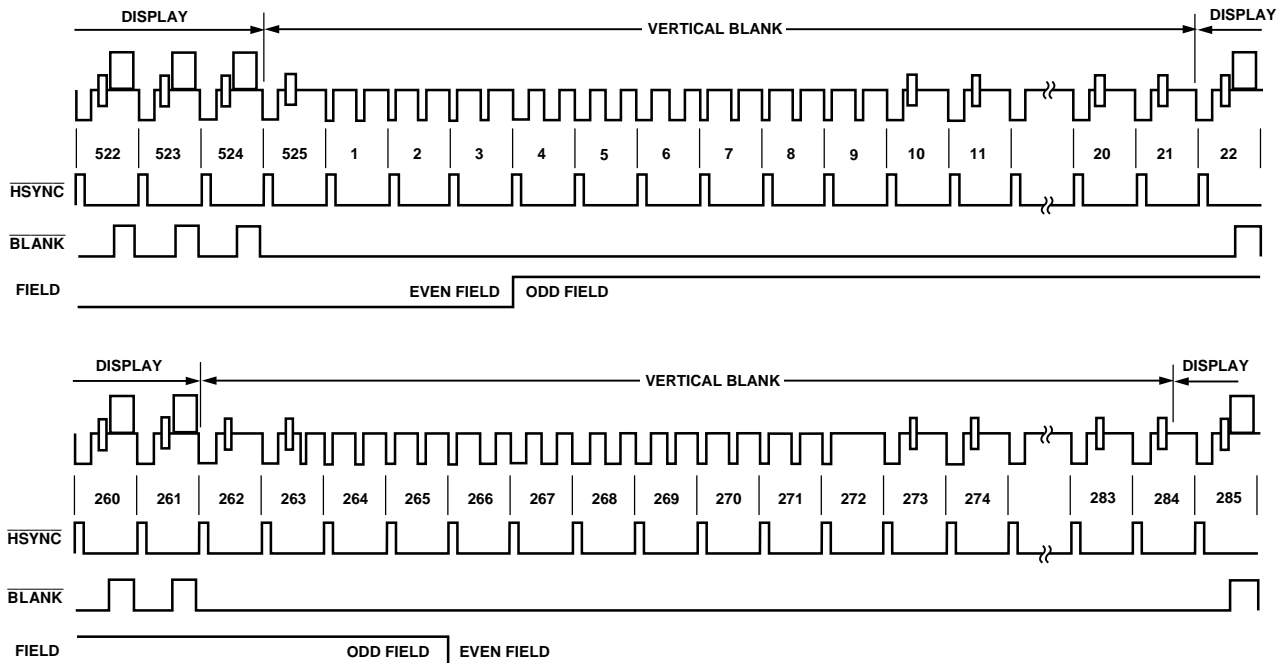 DISPLAY DISPLAY
VERTICAL BLANK
522 523 524 525 1 2 3 4 5 6 7 8 9 10 11 20 21 22
HSYNC
BLANK
FIELD EVEN FIELD ODD FIELD
DISPLAY DISPLAY
VERTICAL BLANK
260 261 262 263 264 265 266 267 268 269 270 271 272 273 274 283 284 285
HSYNC
BLANK
FIELD ODD FIELD EVEN FIELD